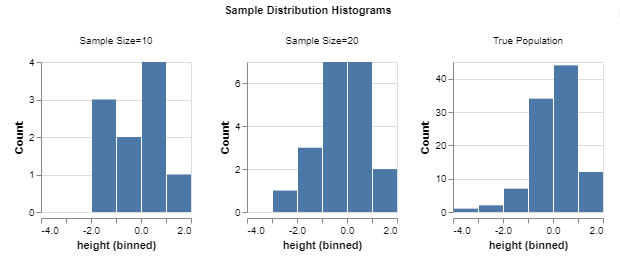 Sample Distribution Histograms
Sample Size=10
Sample Size=20
True Population
4
3
2
1
0
Count
-4.0 -2.0 0.0 2.0
height (binned)
6
4
2
0
Count
-4.0 -2.0 0.0 2.0
height (binned)
40
30
20
10
0
Count
-4.0 -2.0 0.0 2.0
height (binned)